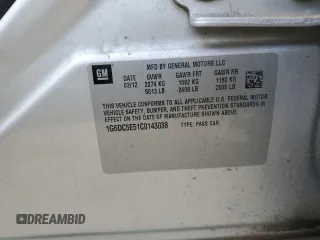 GM
MFD BY GENERAL MOTORS LLC
DATE GVWR GAWR FRT GAWR RR
03/12 2274 KG 1092 KG 1182 KG
5013 LB 2408 LB 2605 LB
THIS VEHICLE CONFORMS TO ALL APPLICABLE U.S. FEDERAL MOTOR
VEHICLE SAFETY, BUMPER, AND THEFT PREVENTION STANDARDS IN
EFFECT ON THE DATE OF MANUFACTURE SHOWN ABOVE.
1G6DC5E51C0143038 TYPE: PASS CAR
DREAMBID